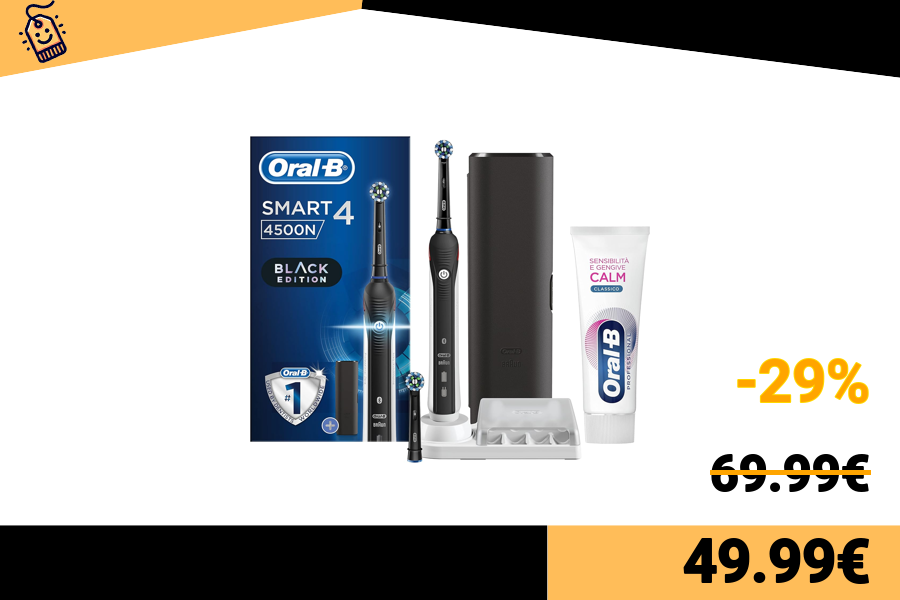 Oral-B
SMART 4
4500N
BLACK
EDITION
Oral-B
#1
SENSIBILITÀ
E GENGIVE
CALM
CLASSICO
Oral-B
PROFESSIONAL
-29%
69.99€
49.99€